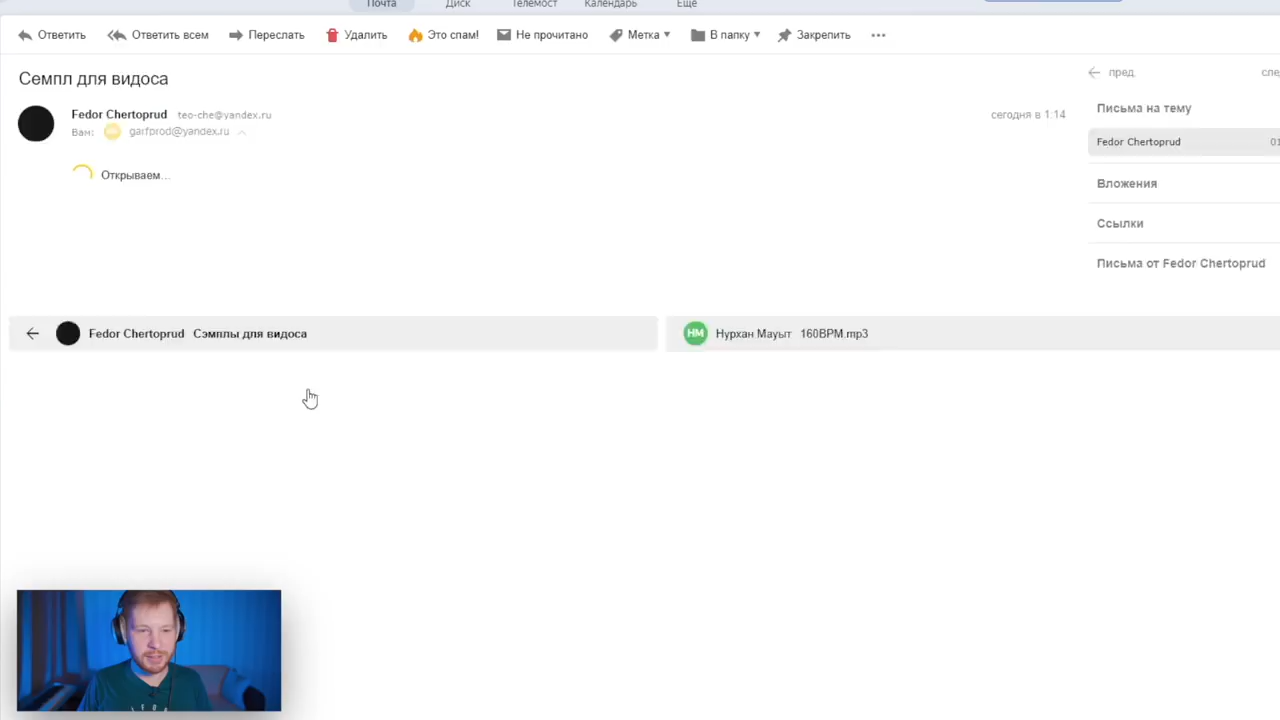 Почта Диск Телемост Календарь Ещё
Ответить Ответить всем Переслать Удалить Это спам! Не прочитано Метка В папку Закрепить
Семпл для видоса
пред.
Письма на тему
Fedor Chertoprud teo-che@yandex.ru сегодня в 1:14
Вам: garfprod@yandex.ru
Fedor Chertoprud
Открываем...
Вложения
Ссылки
Письма от Fedor Chertoprud
Fedor Chertoprud Сэмплы для видоса
НМ Нурхан Мауыт 160BPM.mp3